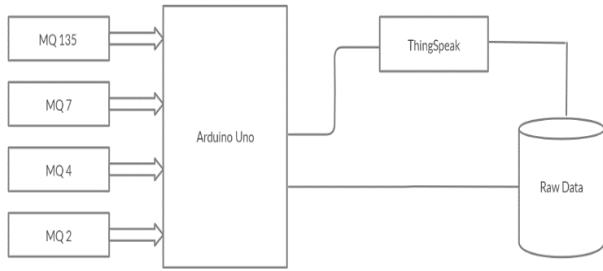 MQ 135
MQ 7
MQ 4
MQ 2
Arduino Uno
ThingSpeak
Raw Data